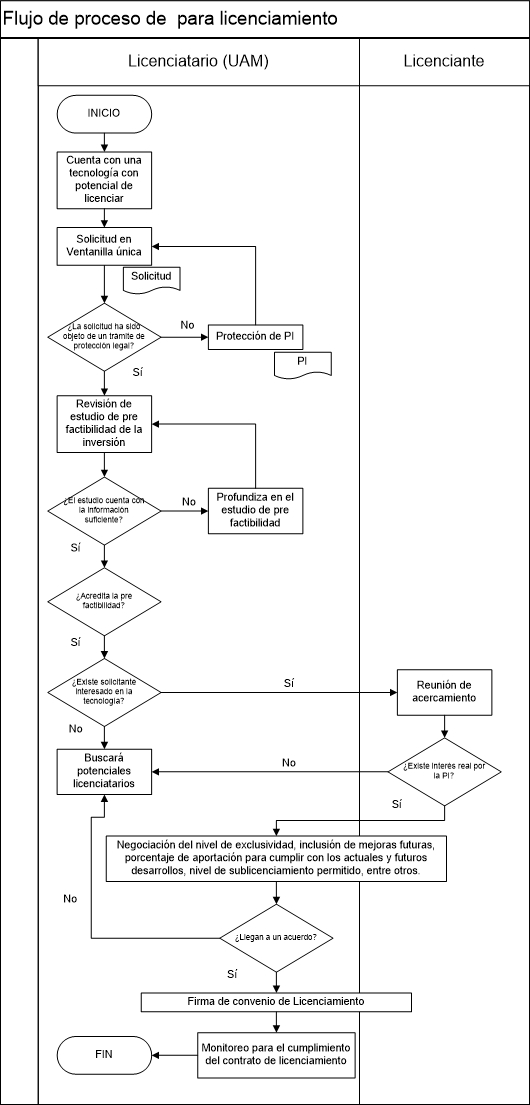 Flujo de proceso de  para licenciamiento
Licenciatario (UAM)
Licenciante
INICIO
Cuenta con una
tecnología con
potencial de
licenciar
Solicitud en
Ventanilla única
Solicitud
¿La solicitud ha sido
objeto de un trámite de
protección legal?
No
Protección de PI
PI
Sí
Revisión de
estudio de pre
factibilidad de la
inversión
¿El estudio cuenta con
la información
suficiente?
No
Profundiza en el
estudio de pre
factibilidad
Sí
¿Acredita la pre
factibilidad?
Sí
¿Existe solicitante
interesado en la
tecnología?
Sí
Reunión de
acercamiento
No
Buscará
potenciales
licenciatarios
No
¿Existe interés real por
la PI?
Sí
Negociación del nivel de exclusividad, inclusión de mejoras futuras,
porcentaje de aportación para cumplir con los actuales y futuros
desarrollos, nivel de sublicenciamiento permitido, entre otros.
No
¿Llegan a un acuerdo?
Sí
Firma de convenio de Licenciamiento
Monitoreo para el cumplimiento
del contrato de licenciamiento
FIN